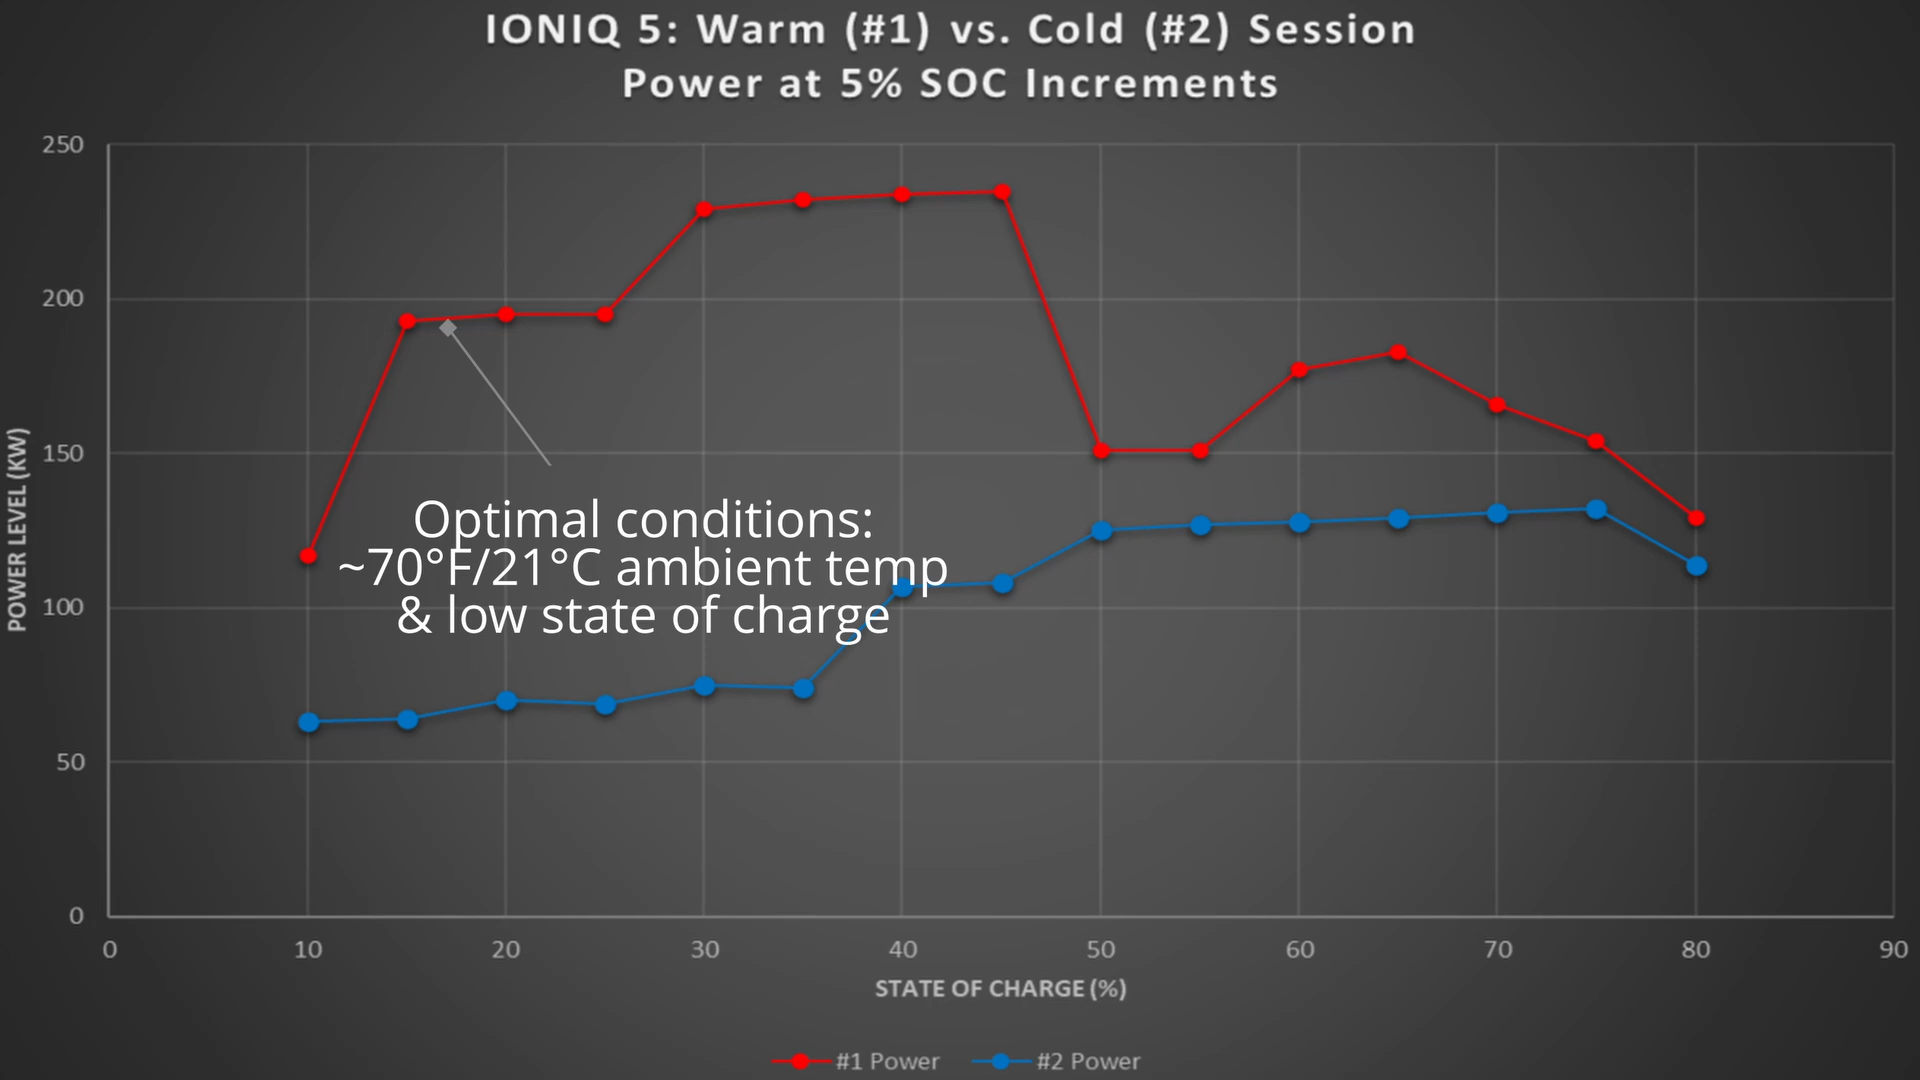 IONIQ 5: Warm (#1) vs. Cold (#2) Session
Power at 5% SOC Increments
250
200
150
100
50
0
POWER LEVEL (KW)
Optimal conditions:
~70°F/21°C ambient temp
& low state of charge
0 10 20 30 40 50 60 70 80 90
STATE OF CHARGE (%)
#1 Power #2 Power